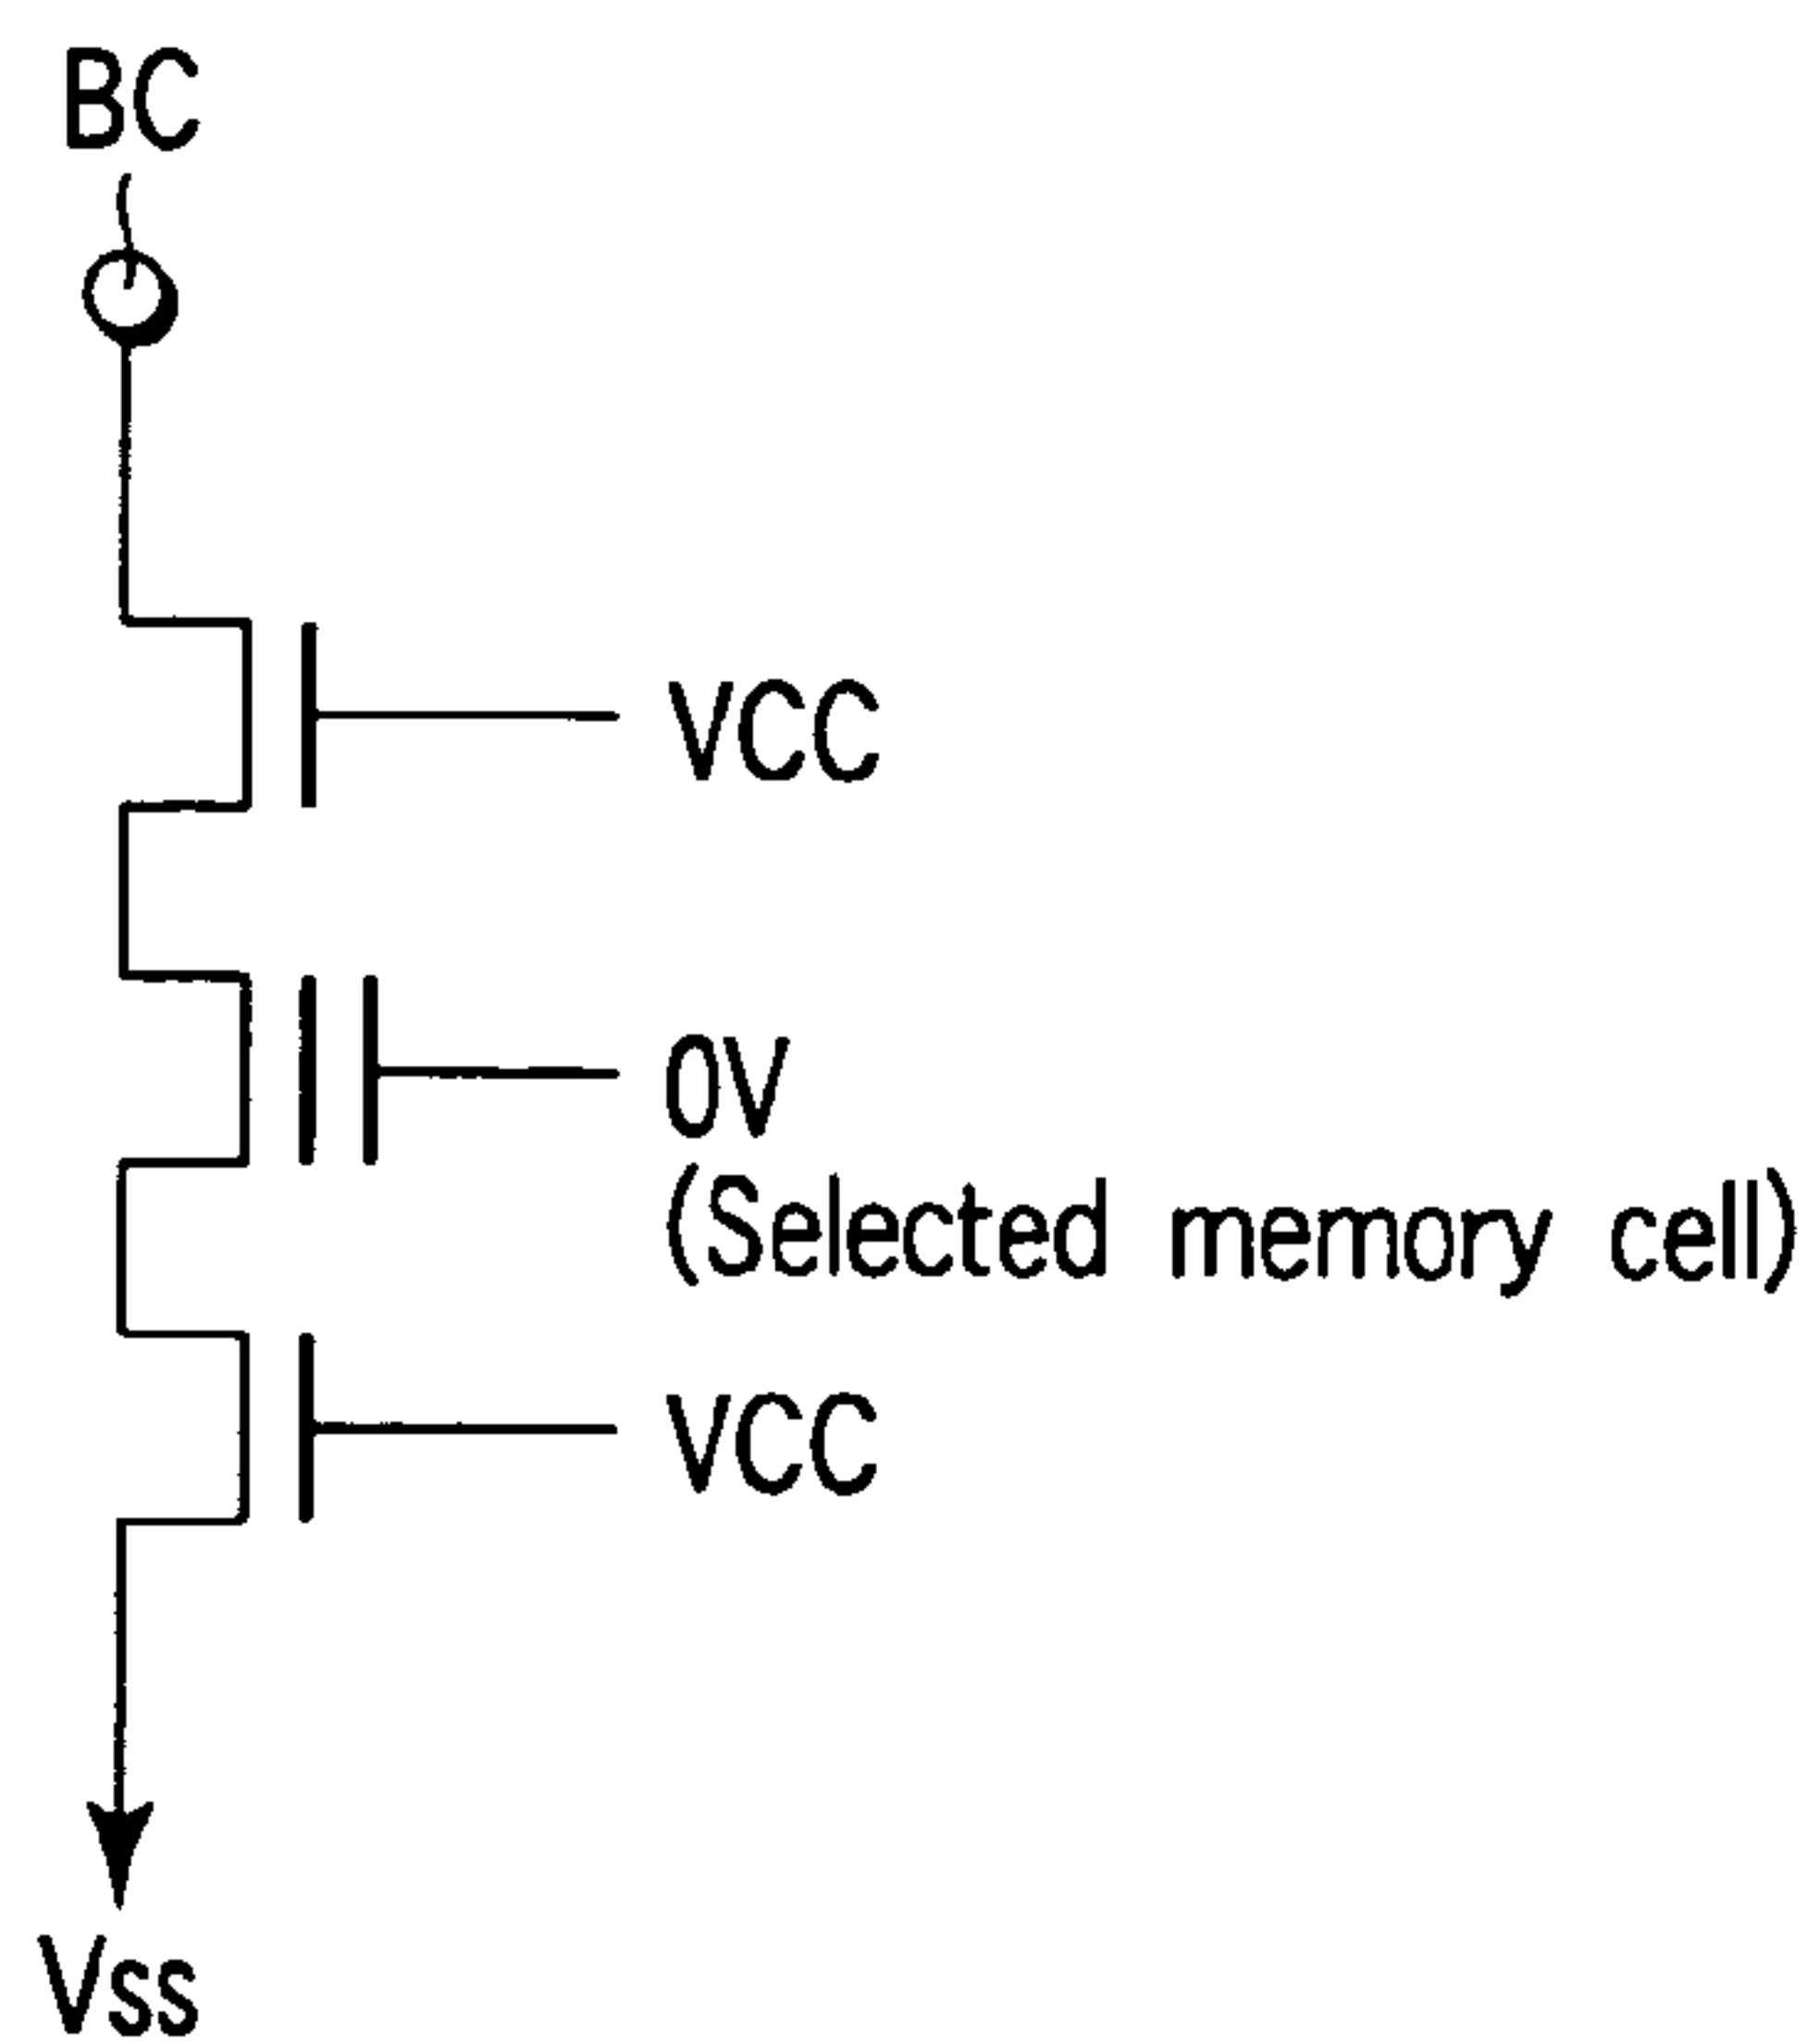 BC
VCC
0V
(Selected memory cell)
VCC
Vss